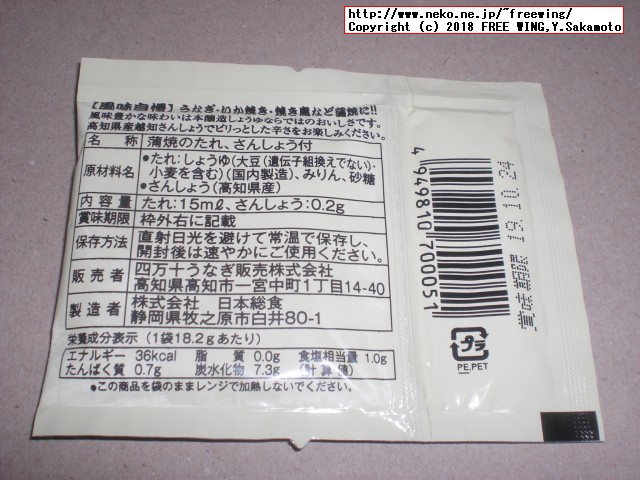 http://www.neko.ne.jp/~freewing/
Copyright (c) 2018 FREE WING,Y.Sakamoto
【風味自慢】うなぎ・いか焼き・焼き鳥など蒲焼に!!
風味豊かな味わいは本醸造しょうゆならではのおいしさです。
高知県産越知さんしょうでピリッとした辛さをお楽しみください。
名 称 蒲焼のたれ、さんしょう付
原材料名 ●たれ:しょうゆ(大豆(遺伝子組換えでない)・
小麦を含む)(国内製造)、みりん、砂糖
●さんしょう(高知県産)
内 容 量 たれ:15mℓ、さんしょう:0.2g
賞味期限 枠外右に記載
保存方法 直射日光を避けて常温で保存し、
開封後は速やかにご使用ください。
販 売 者 四万十うなぎ販売株式会社
高知県高知市一宮中町1丁目14-40
製 造 者 株式会社 日本総食
静岡県牧之原市白井80-1
栄養成分表示(1袋18.2gあたり)
エネルギー 36kcal 脂 質 0.0g 食塩相当量 1.0g
たんぱく質 0.7g 炭水化物 7.3g (計算値)
●この商品を袋のままレンジで加熱しないでください。
4948101700051
賞味期限 19.10.24
プラ
PE,PET